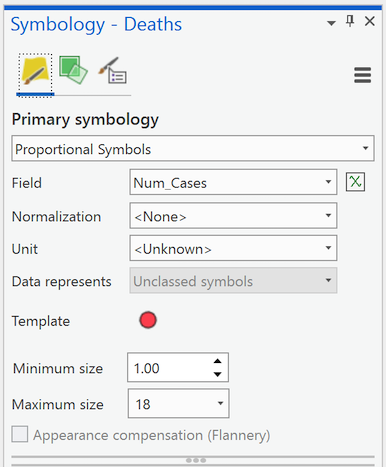 Symbology - Deaths
Primary symbology
Proportional Symbols
Field Num_Cases
Normalization <None>
Unit <Unknown>
Data represents Unclassed symbols
Template
Minimum size 1.00
Maximum size 18
Appearance compensation (Flannery)